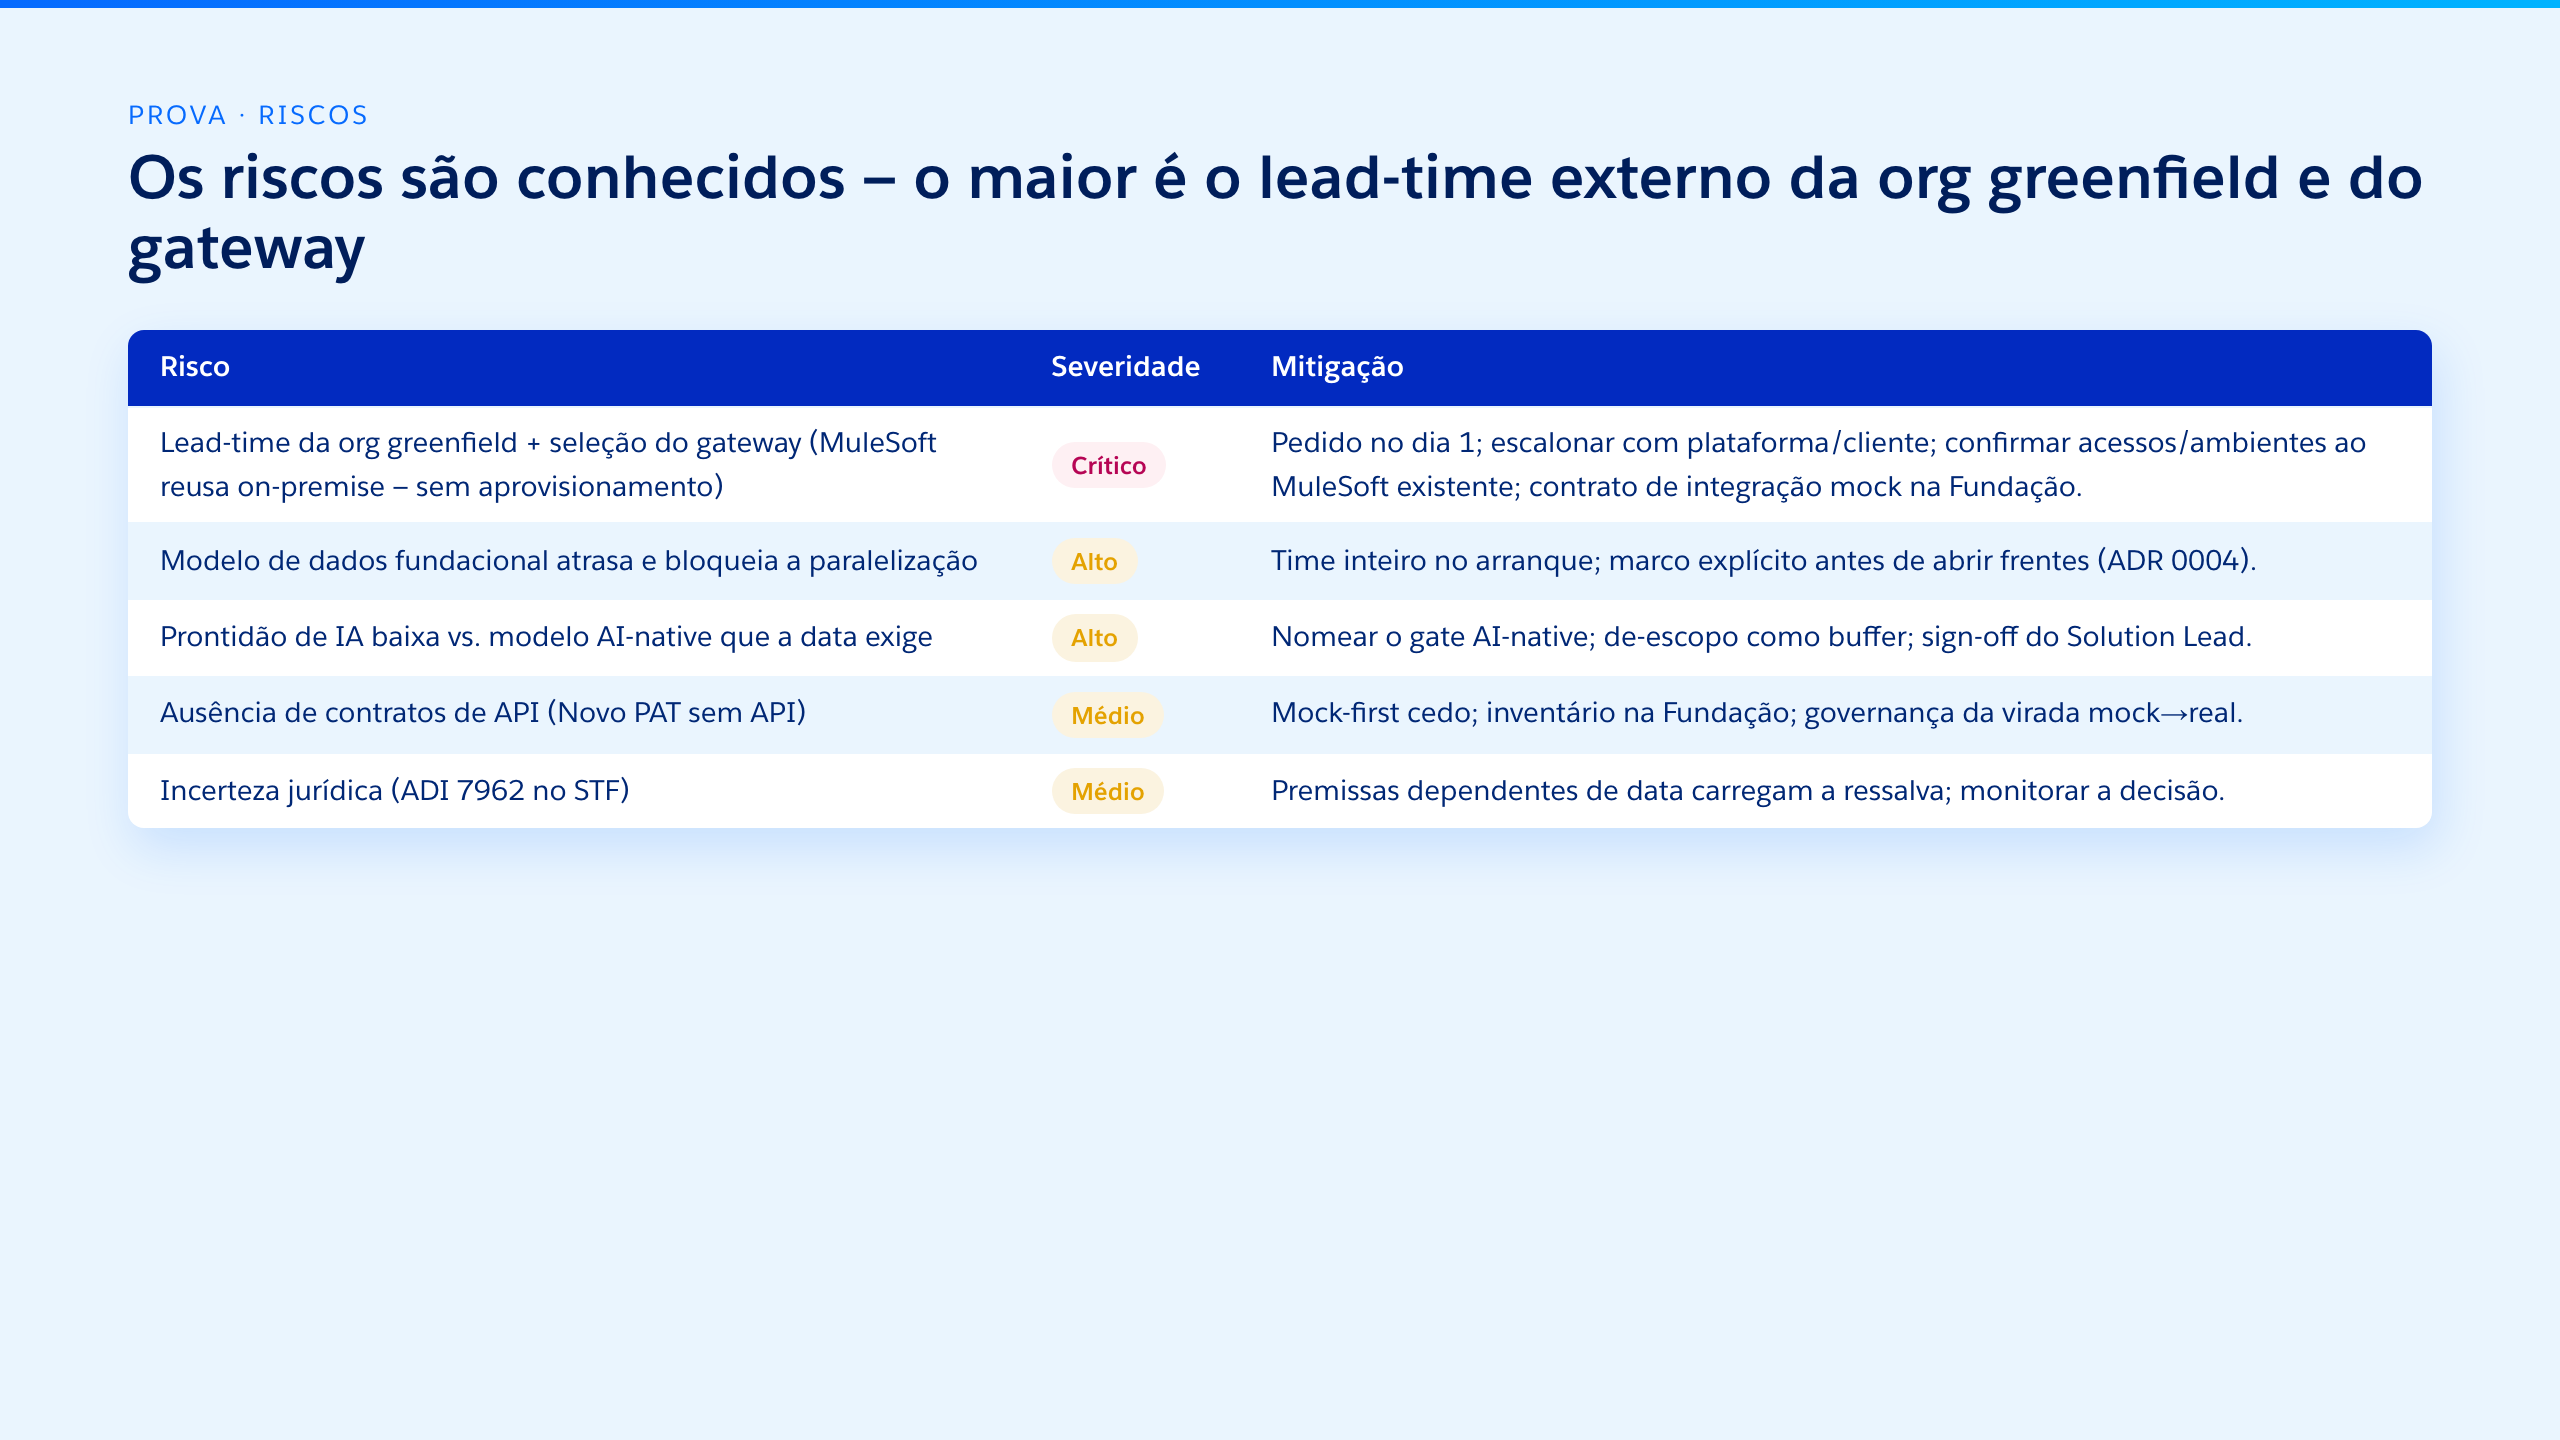 PROVA · RISCOS
Os riscos são conhecidos – o maior é o lead-time externo da org greenfield e do
gateway
Risco Severidade Mitigação
Lead-time da org greenfield + seleção do gateway (MuleSoft
reusa on-premise – sem aprovisionamento)
Crítico
Pedido no dia 1; escalonar com plataforma/cliente; confirmar acessos/ambientes ao
MuleSoft existente; contrato de integração mock na Fundação.
Modelo de dados fundacional atrasa e bloqueia a paralelização Alto Time inteiro no arranque; marco explícito antes de abrir frentes (ADR 0004).
Prontidão de IA baixa vs. modelo AI-native que a data exige Alto Nomear o gate AI-native; de-escopo como buffer; sign-off do Solution Lead.
Ausência de contratos de API (Novo PAT sem API) Médio Mock-first cedo; inventário na Fundação; governança da virada mock→real.
Incerteza jurídica (ADI 7962 no STF) Médio Premissas dependentes de data carregam a ressalva; monitorar a decisão.